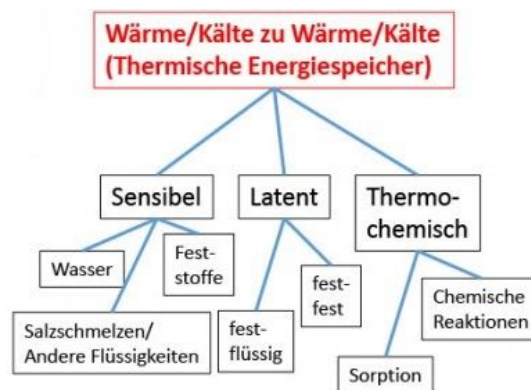 Wärme/Kälte zu Wärme/Kälte
(Thermische Energiespeicher)
Sensibel
Latent
Thermo-
chemisch
Wasser
Fest-
stoffe
Salzschmelzen/
Andere Flüssigkeiten
fest-
flüssig
fest-
fest
Sorption
Chemische
Reaktionen